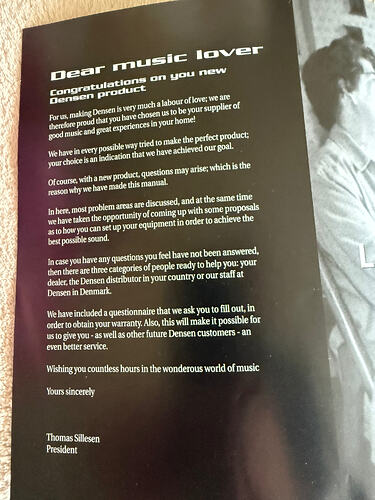 Dear music lover
Congratulations on you new
Densen product
For us, making Densen is very much a labour of love; we are
therefore proud that you have chosen us to be your supplier of
good music and great experiences in your home!
We have in every possible way tried to make the perfect product;
your choice is an indication that we have achieved our goal.
Of course, with a new product, questions may arise; which is the
reason why we have made this manual.
In here, most problem areas are discussed, and at the same time
we have taken the opportunity of coming up with some proposals
as to how you can set up your equipment in order to achieve the
best possible sound.
In case you have any questions you feel have not been answered,
then there are three categories of people ready to help you: your
dealer, the Densen distributor in your country or our staff at
Densen in Denmark.
We have included a questionnaire that we ask you to fill out, in
order to obtain your warranty. Also, this will make it possible for
us to give you - as well as other future Densen customers - an
even better service.
Wishing you countless hours in the wonderous world of music
Yours sincerely
Thomas Sillesen
President
L